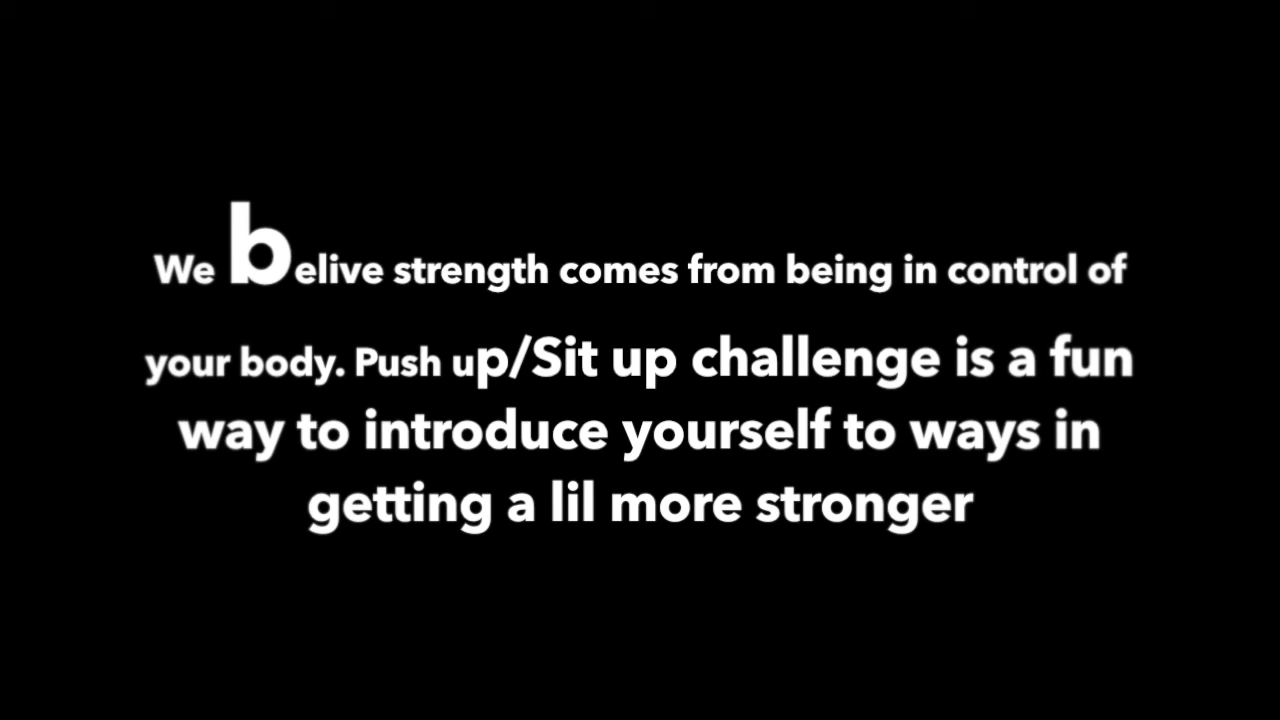 We belive strength comes from being in control of
your body. Push up/Sit up challenge is a fun
way to introduce yourself to ways in
getting a lil more stronger